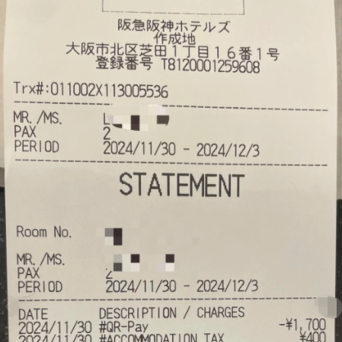 阪急阪神ホテルズ
作成地
大阪市北区芝田1丁目16番1号
登録番号 T8120001259608
Trx#:011002X113005536
MR./MS.
PAX 2
PERIOD 2024/11/30 - 2024/12/3
STATEMENT
Room No.
MR./MS.
PAX 2
PERIOD 2024/11/30 - 2024/12/3
DATE DESCRIPTION / CHARGES
2024/11/30 #QR-Pay -¥1,700
2024/11/30 #ACCOMMODATION TAX ¥400